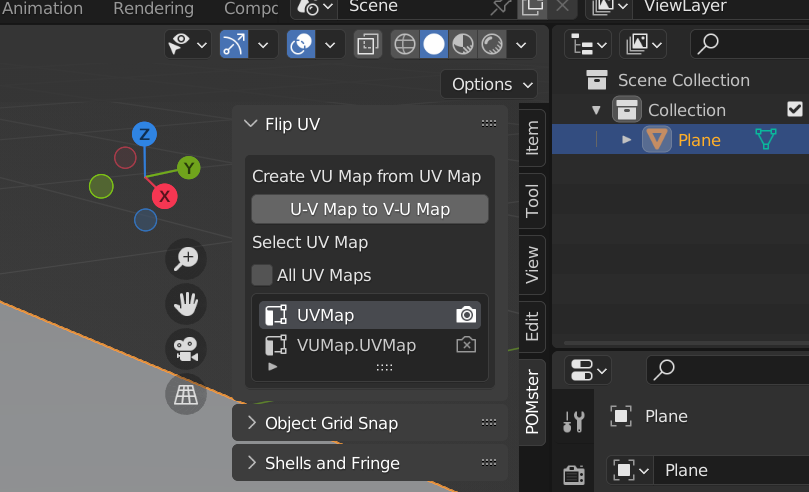 Animation Rendering Compc Scene ViewLayer
Options
Scene Collection
Collection
Plane
Flip UV
Create VU Map from UV Map
U-V Map to V-U Map
Select UV Map
All UV Maps
UVMap
VUMap.UVMap
Object Grid Snap
Shells and Fringe
Z
Y
X
Item
Tool
View
Edit
POMster
Plane
Plane